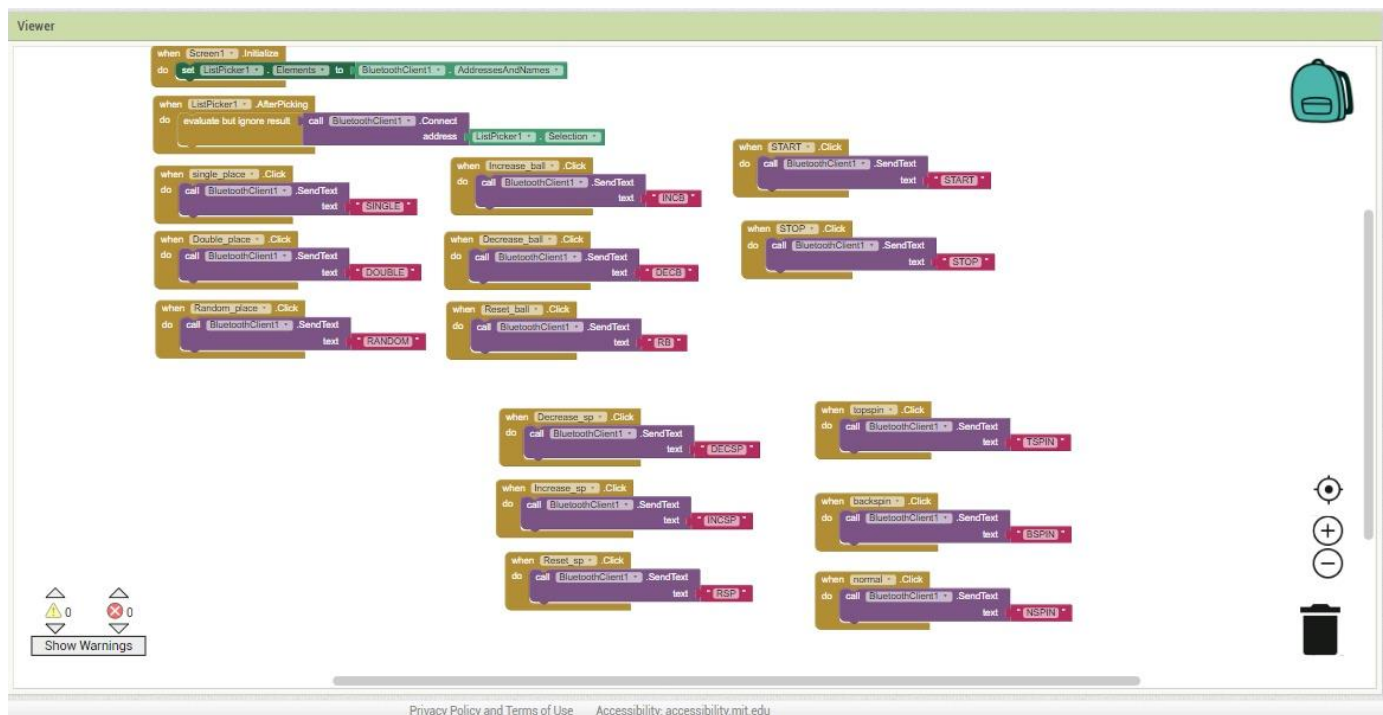 Viewer
when Screen1 .Initialize
do set ListPicker1 . Elements to BluetoothClient1 . AddressesAndNames
when ListPicker1 .AfterPicking
do evaluate but ignore result call BluetoothClient1 .Connect
address ListPicker1 . Selection
when single_place .Click
do call BluetoothClient1 .SendText
text " SINGLE "
when Double_place .Click
do call BluetoothClient1 .SendText
text " DOUBLE "
when Random_place .Click
do call BluetoothClient1 .SendText
text " RANDOM "
when Increase_ball .Click
do call BluetoothClient1 .SendText
text " INCB "
when Decrease_ball .Click
do call BluetoothClient1 .SendText
text " DECB "
when Reset_ball .Click
do call BluetoothClient1 .SendText
text " RB "
when START .Click
do call BluetoothClient1 .SendText
text " START "
when STOP .Click
do call BluetoothClient1 .SendText
text " STOP "
when Decrease_sp .Click
do call BluetoothClient1 .SendText
text " DECSP "
when Increase_sp .Click
do call BluetoothClient1 .SendText
text " INCSP "
when Reset_sp .Click
do call BluetoothClient1 .SendText
text " RSP "
when topspin .Click
do call BluetoothClient1 .SendText
text " TSPIN "
when backspin .Click
do call BluetoothClient1 .SendText
text " BSPIN "
when normal .Click
do call BluetoothClient1 .SendText
text " NSPIN "
0 0
Show Warnings
Privacy Policy and Terms of Use Accessibility: accessibility.mit.edu